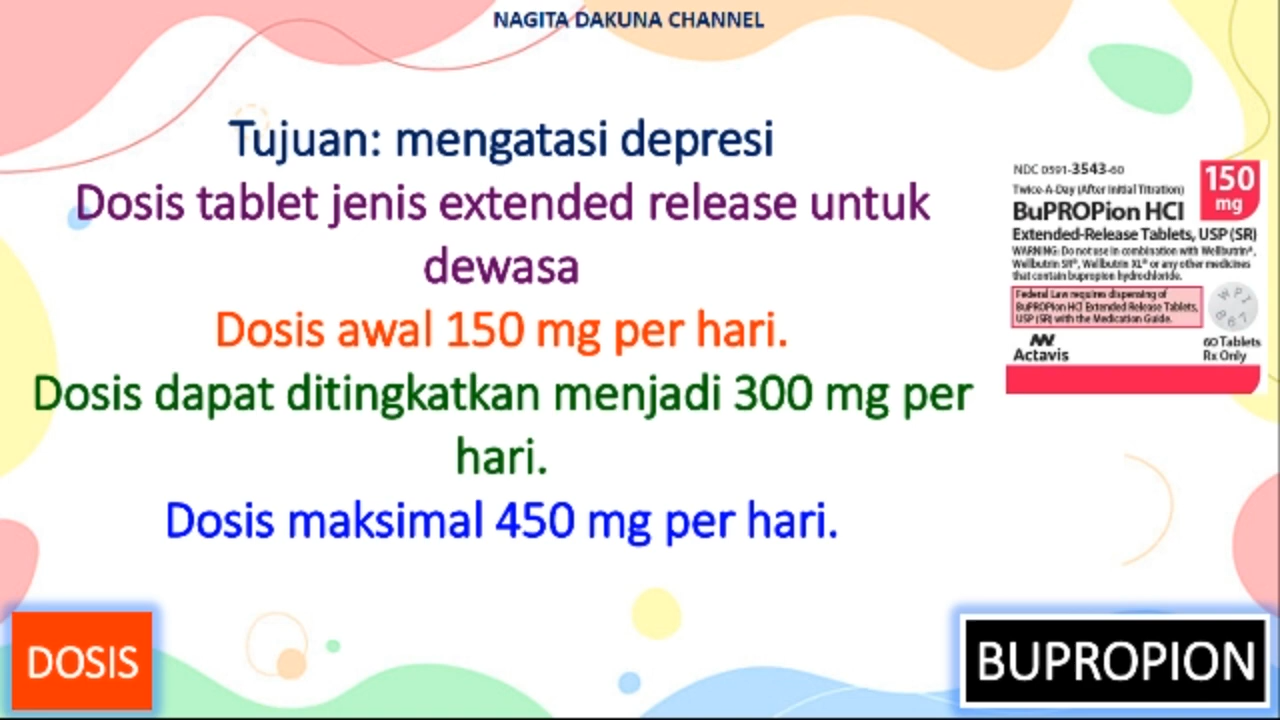 NAGITA DAKUNA CHANNEL
Tujuan: mengatasi depresi
Dosis tablet jenis extended release untuk
dewasa
Dosis awal 150 mg per hari.
Dosis dapat ditingkatkan menjadi 300 mg per
hari.
Dosis maksimal 450 mg per hari.
NDC 0591-3543-60
150
mg
Twice-A-Day (After Initial Titration)
BuPROPion HCl
Extended-Release Tablets, USP (SR)
WARNING: Do not use in combination with Wellbutrin®,
Wellbutrin SR®, Wellbutrin XL® or any other medicines
that contain bupropion hydrochloride.
Federal Law requires dispensing of
BuPROPion HCl Extended Release Tablets,
USP (SR) with the Medication Guide.
WPI
867
Actavis
60 Tablets
Rx Only
DOSIS
BUPROPION